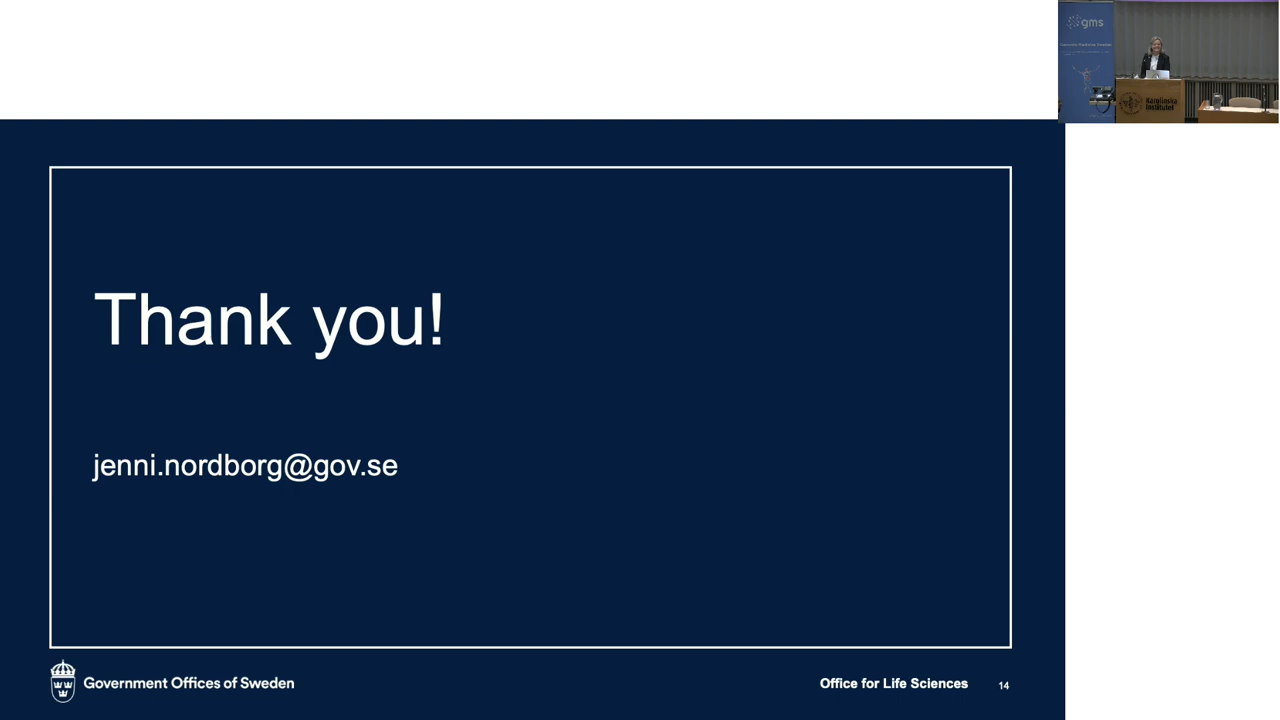 gms
Karolinska
Institutet
Thank you!
jenni.nordborg@gov.se
Government Offices of Sweden
Office for Life Sciences
14